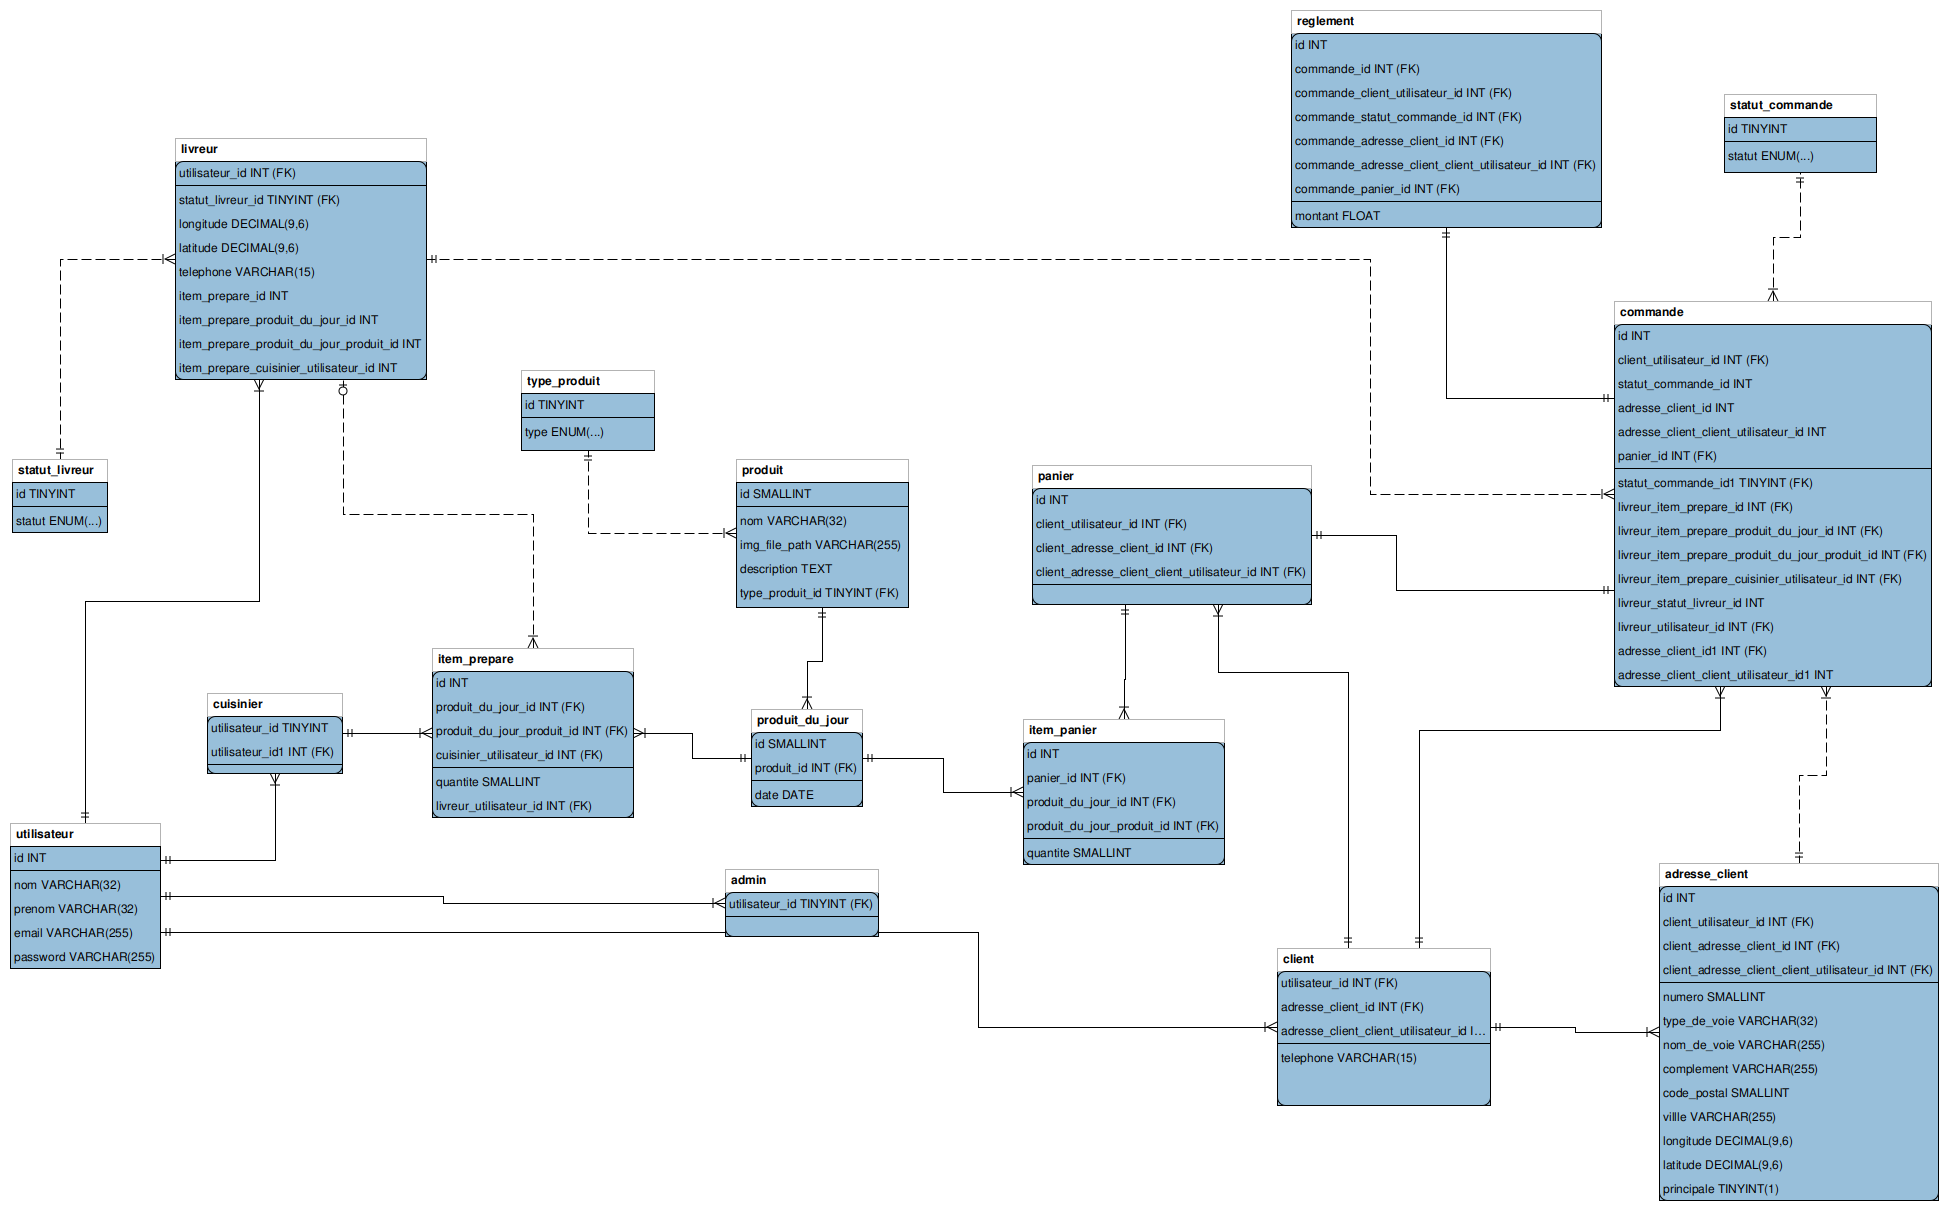 reglement
id INT
commande_id INT (FK)
commande_client_utilisateur_id INT (FK)
commande_statut_commande_id INT (FK)
commande_adresse_client_id INT (FK)
commande_adresse_client_client_utilisateur_id INT (FK)
commande_panier_id INT (FK)
montant FLOAT
statut_commande
id TINYINT
statut ENUM(...)
livreur
utilisateur_id INT (FK)
statut_livreur_id TINYINT (FK)
longitude DECIMAL(9,6)
latitude DECIMAL(9,6)
telephone VARCHAR(15)
item_prepare_id INT
item_prepare_produit_du_jour_id INT
item_prepare_produit_du_jour_produit_id INT
item_prepare_cuisinier_utilisateur_id INT
commande
id INT
client_utilisateur_id INT (FK)
statut_commande_id INT
adresse_client_id INT
adresse_client_client_utilisateur_id INT
panier_id INT (FK)
statut_commande_id1 TINYINT (FK)
livreur_item_prepare_id INT (FK)
livreur_item_prepare_produit_du_jour_id INT (FK)
livreur_item_prepare_produit_du_jour_produit_id INT (FK)
livreur_item_prepare_cuisinier_utilisateur_id INT (FK)
livreur_statut_livreur_id INT
livreur_utilisateur_id INT (FK)
adresse_client_id1 INT (FK)
adresse_client_client_utilisateur_id1 INT
type_produit
id TINYINT
type ENUM(...)
statut_livreur
id TINYINT
statut ENUM(...)
produit
id SMALLINT
nom VARCHAR(32)
img_file_path VARCHAR(255)
description TEXT
type_produit_id TINYINT (FK)
panier
id INT
client_utilisateur_id INT (FK)
client_adresse_client_id INT (FK)
client_adresse_client_client_utilisateur_id INT (FK)
item_prepare
id INT
produit_du_jour_id INT (FK)
produit_du_jour_produit_id INT (FK)
cuisinier_utilisateur_id INT (FK)
quantite SMALLINT
livreur_utilisateur_id INT (FK)
cuisinier
utilisateur_id TINYINT
utilisateur_id1 INT (FK)
produit_du_jour
id SMALLINT
produit_id INT (FK)
date DATE
item_panier
id INT
panier_id INT (FK)
produit_du_jour_id INT (FK)
produit_du_jour_produit_id INT (FK)
quantite SMALLINT
utilisateur
id INT
nom VARCHAR(32)
prenom VARCHAR(32)
email VARCHAR(255)
password VARCHAR(255)
admin
utilisateur_id TINYINT (FK)
client
utilisateur_id INT (FK)
adresse_client_id INT (FK)
adresse_client_client_utilisateur_id I...
telephone VARCHAR(15)
adresse_client
id INT
client_utilisateur_id INT (FK)
client_adresse_client_id INT (FK)
client_adresse_client_client_utilisateur_id INT (FK)
numero SMALLINT
type_de_voie VARCHAR(32)
nom_de_voie VARCHAR(255)
complement VARCHAR(255)
code_postal SMALLINT
villle VARCHAR(255)
longitude DECIMAL(9,6)
latitude DECIMAL(9,6)
principale TINYINT(1)